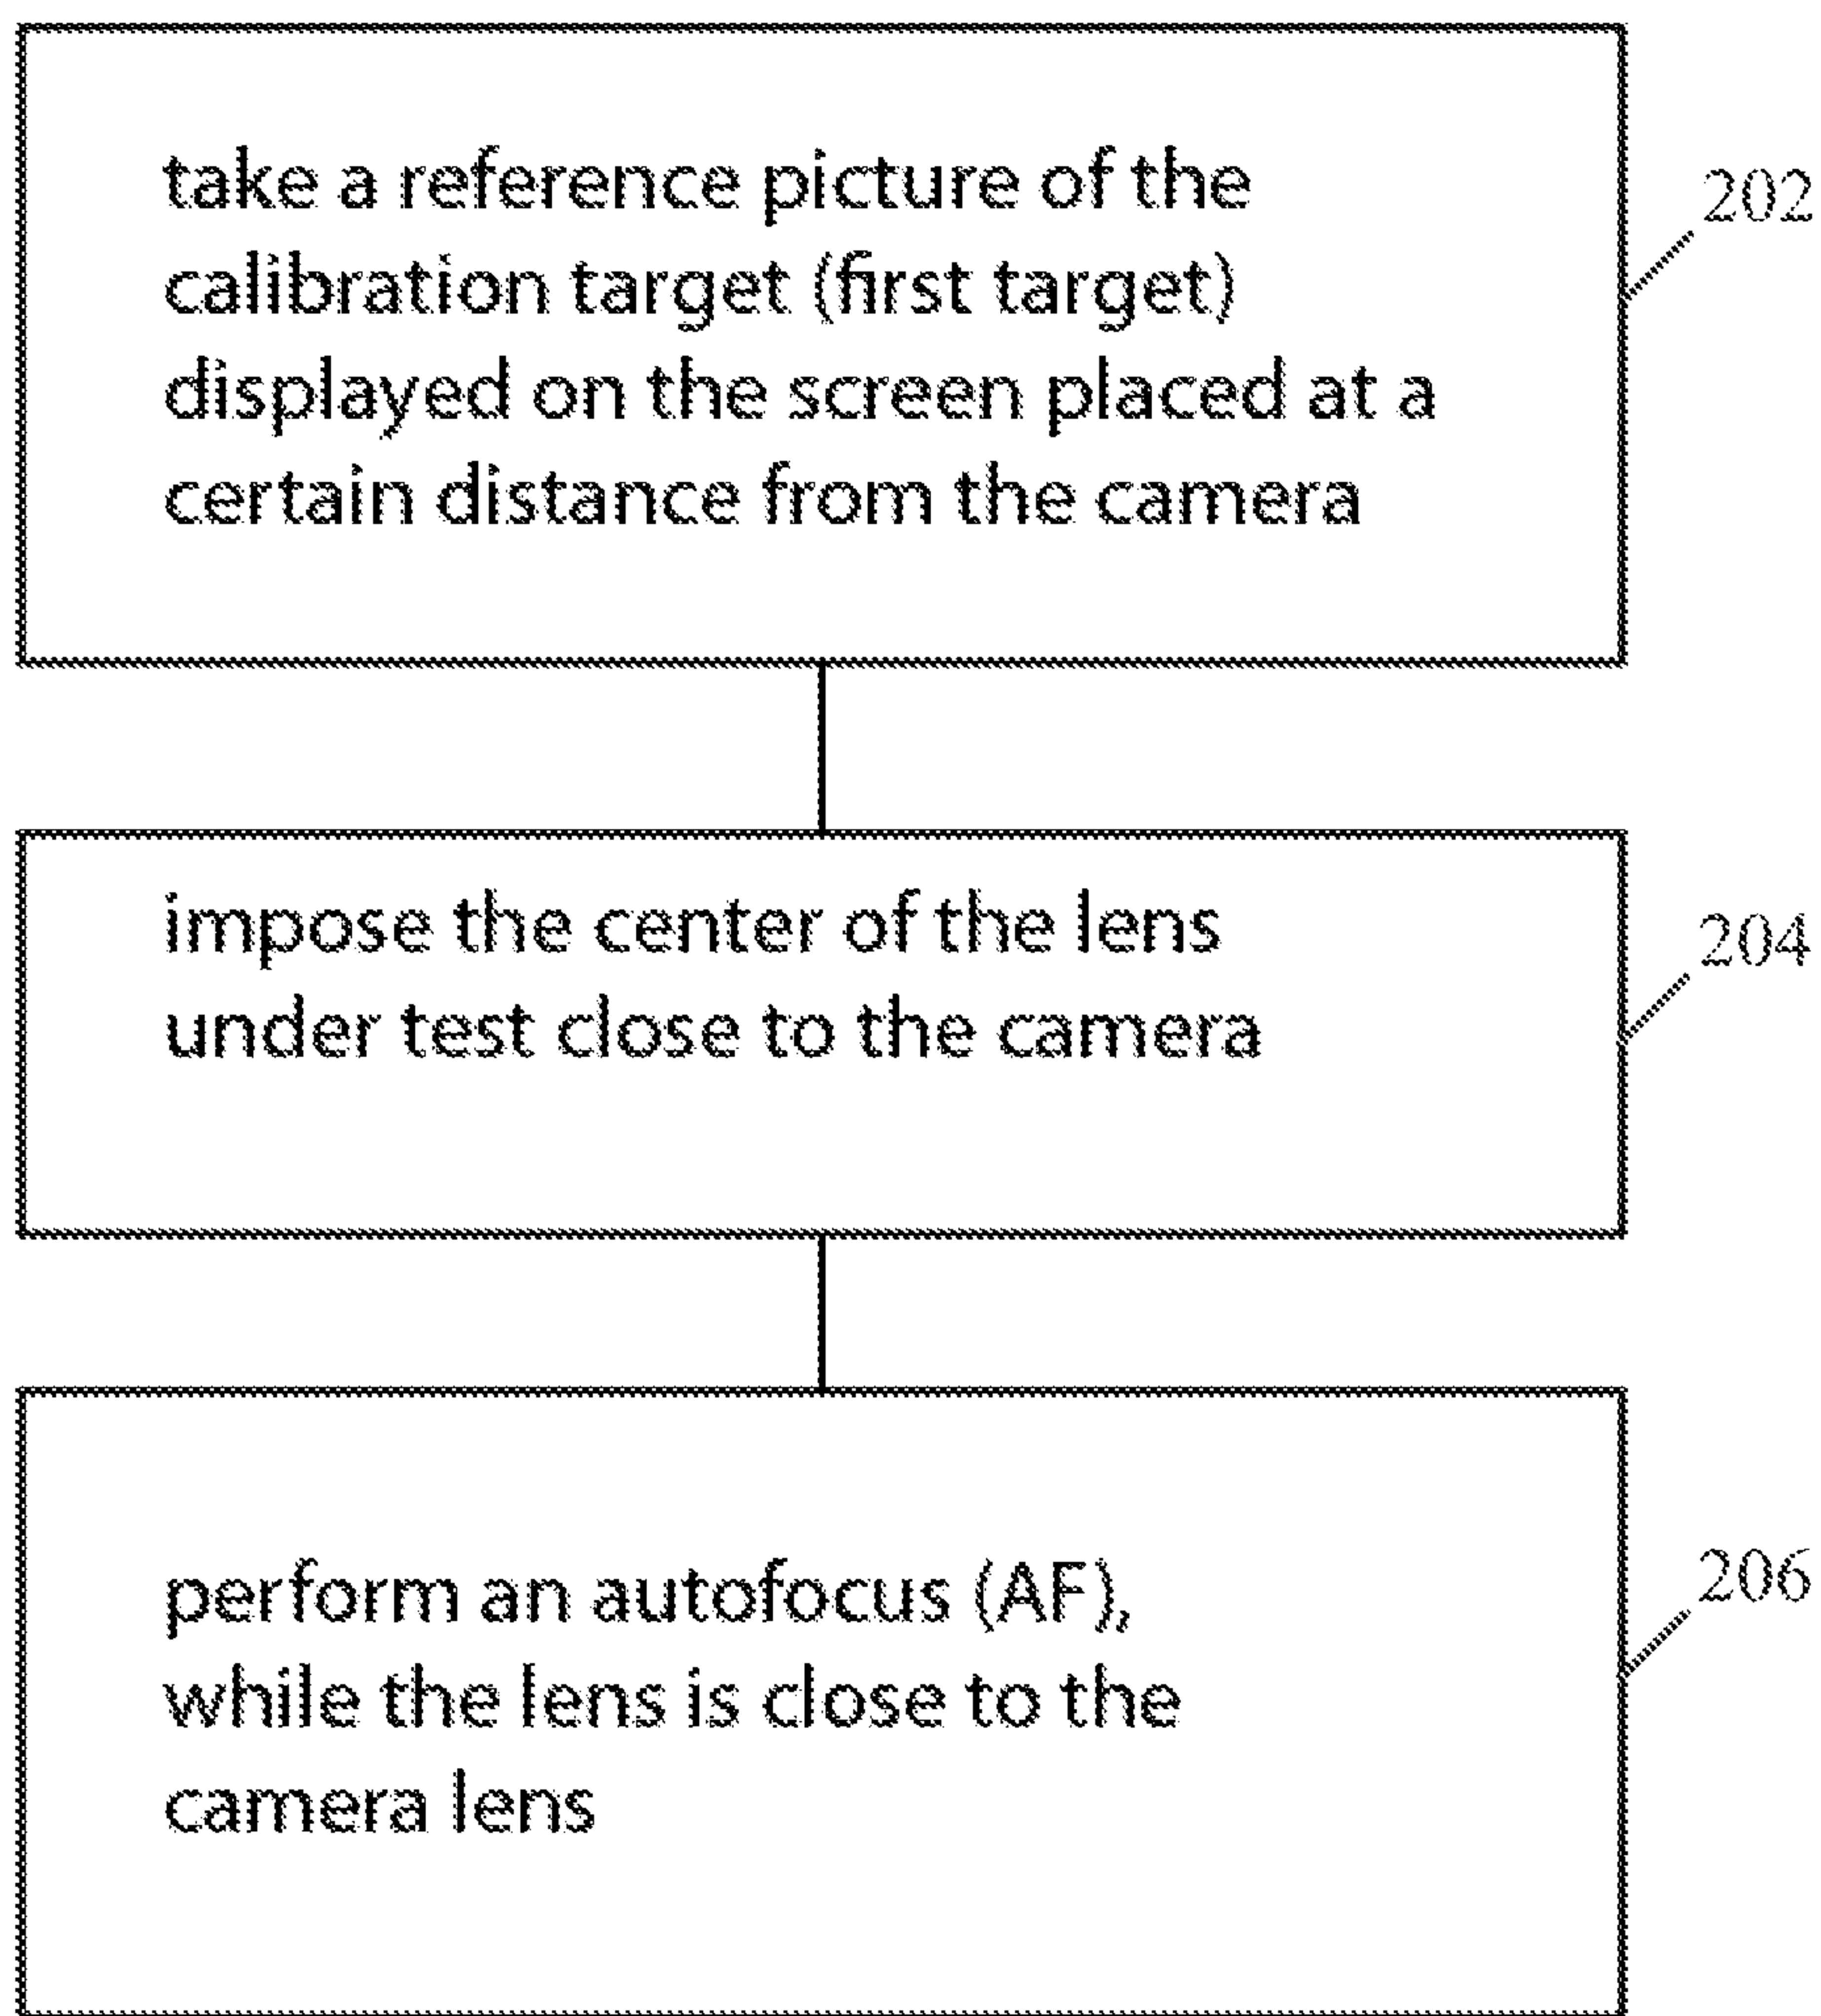 take a reference picture of the
calibration target (first target)
displayed on the screen placed at a
certain distance from the camera
202
impose the center of the lens
under test close to the camera
204
perform an autofocus (AF),
while the lens is close to the
camera lens
206